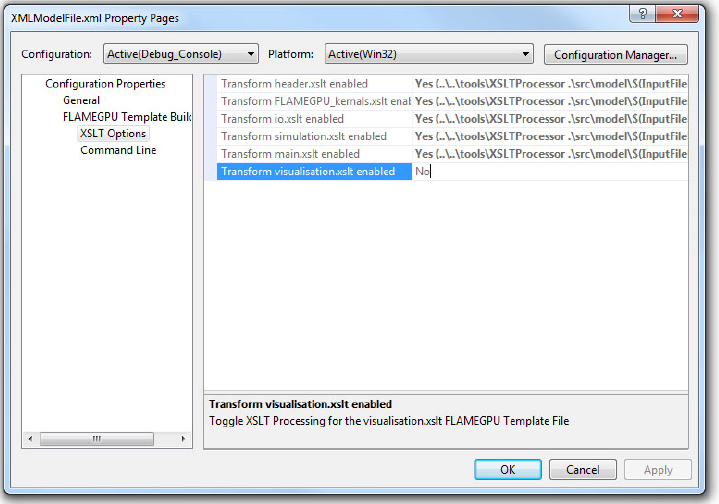 XMLModelFile.xml Property Pages
Configuration: Active(Debug_Console) Platform: Active(Win32) Configuration Manager...
Configuration Properties
General
FLAMEGPU Template Build
XSLT Options
Command Line
Transform header.xslt enabled Yes (..\..\tools\XSLTProcessor .\src\model\$(InputFile
Transform FLAMEGPU_kernals.xslt enal Yes (..\..\tools\XSLTProcessor .\src\model\$(InputFile
Transform io.xslt enabled Yes (..\..\tools\XSLTProcessor .\src\model\$(InputFile
Transform simulation.xslt enabled Yes (..\..\tools\XSLTProcessor .\src\model\$(InputFile
Transform main.xslt enabled Yes (..\..\tools\XSLTProcessor .\src\model\$(InputFile
Transform visualisation.xslt enabled No
Transform visualisation.xslt enabled
Toggle XSLT Processing for the visualisation.xslt FLAMEGPU Template File
OK Cancel Apply